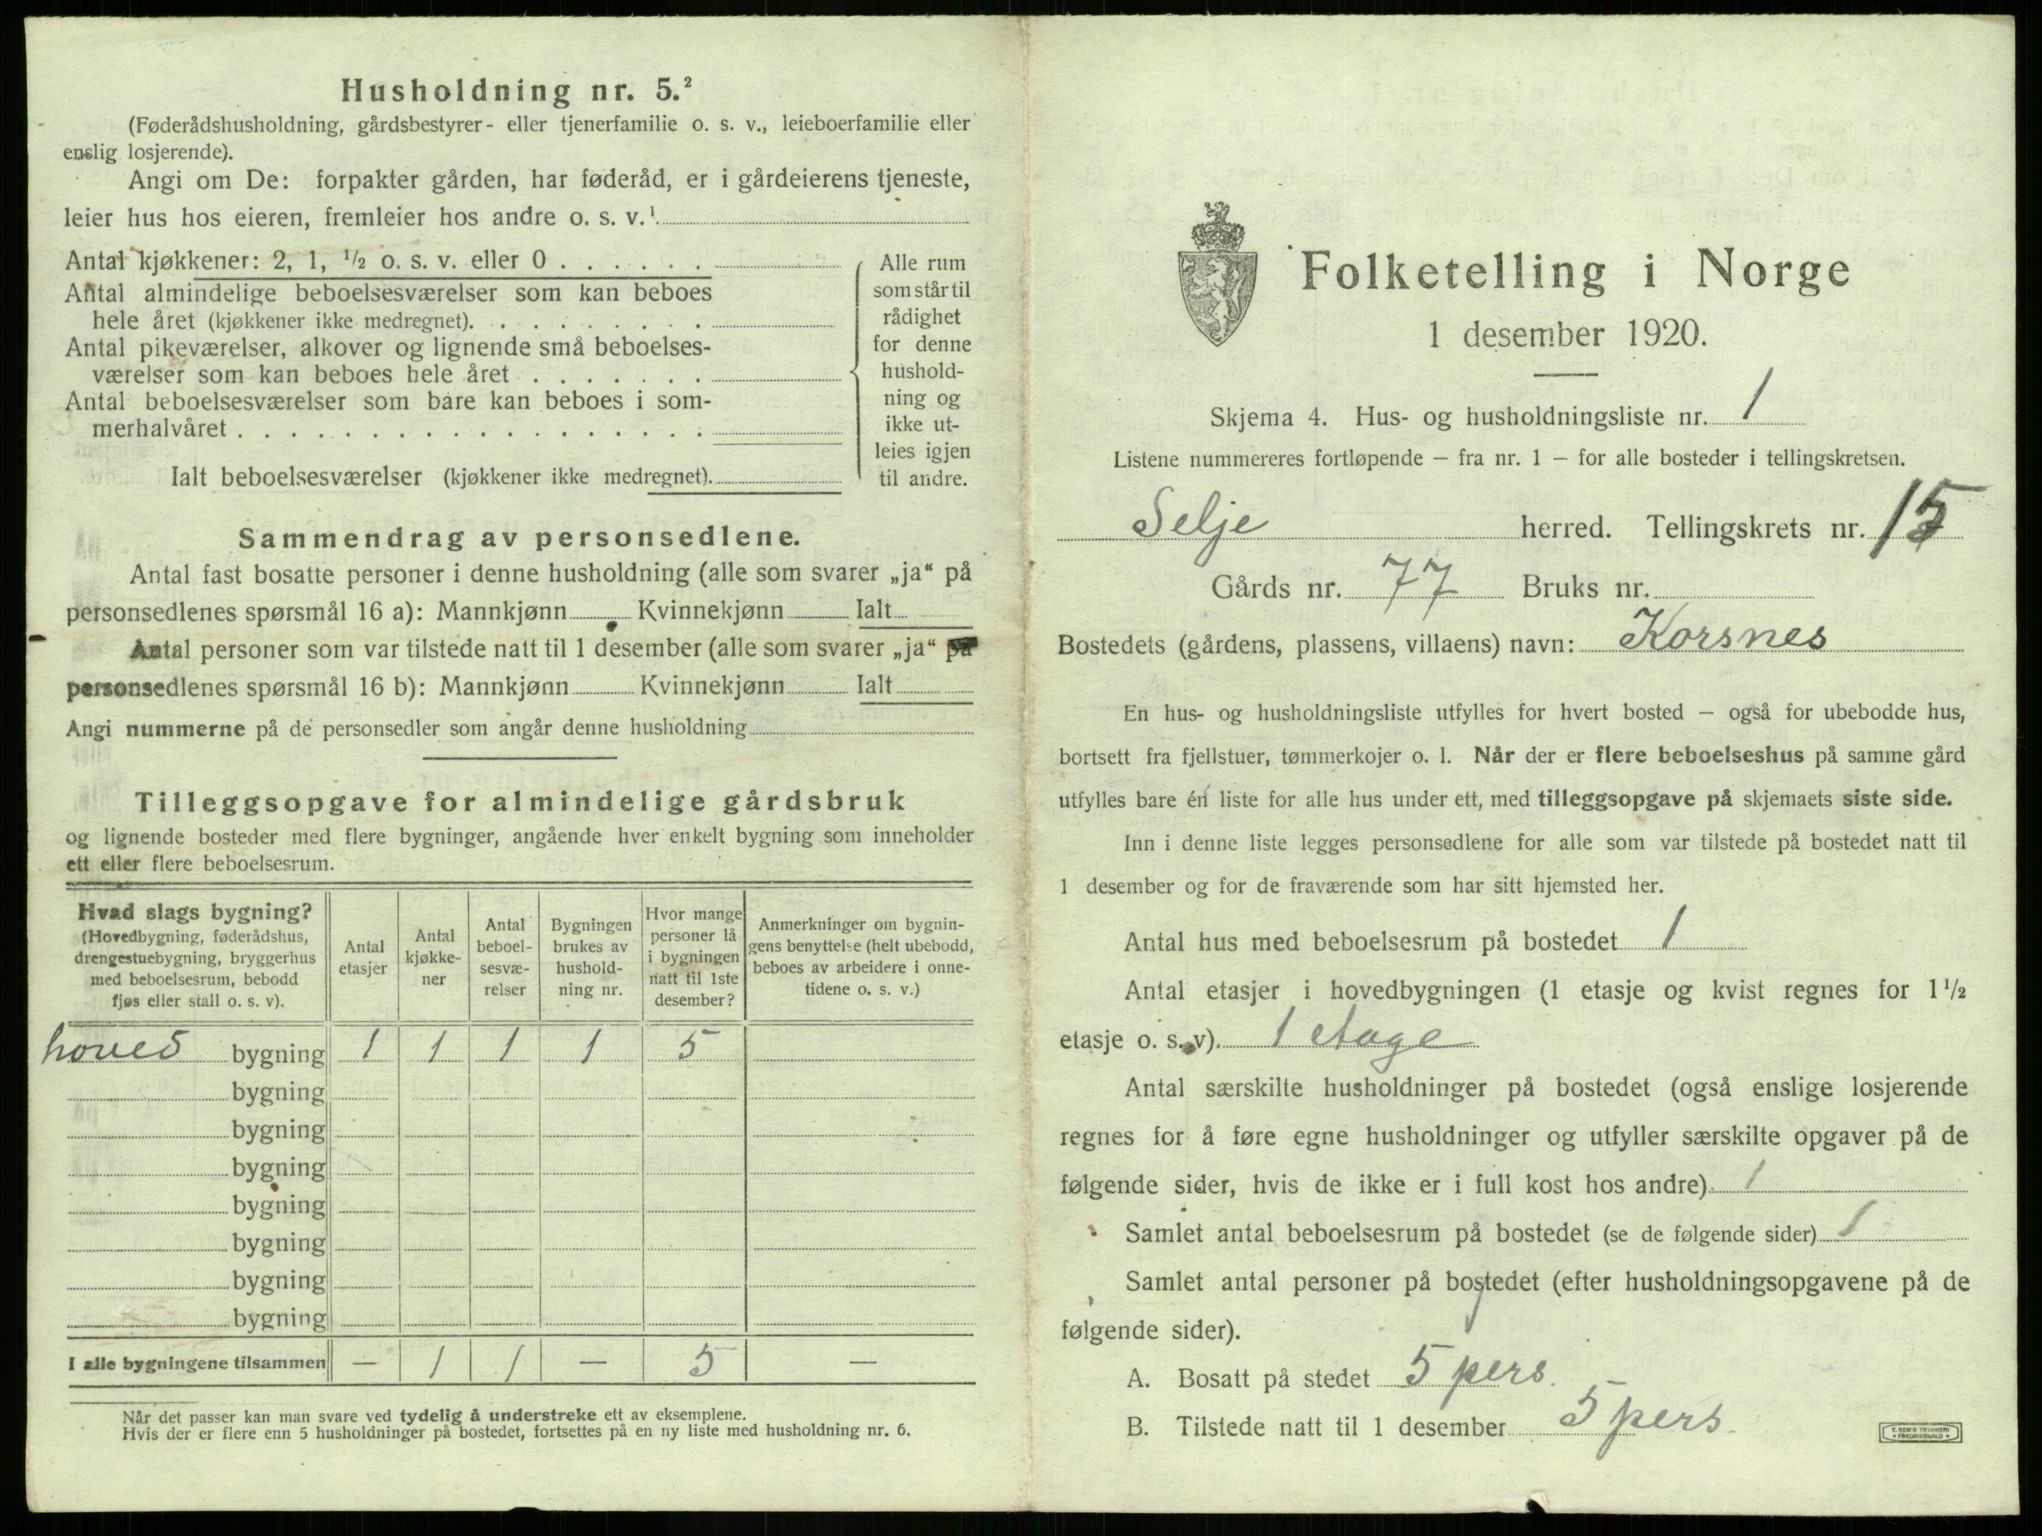 Husholdning nr. 5.²
(Føderådshusholdning, gårdsbestyrer- eller tjenerfamilie o. s. v., leieboerfamilie eller
enslig losjerende).
Angi om De: forpakter gården, har føderåd, er i gårdeierens tjeneste,
leier hus hos eieren, fremleier hos andre o. s. v.¹
Antal kjøkkener: 2, 1, ½ o. s. v. eller 0 . . . . . .
Antal almindelige beboelsesværelser som kan beboes
hele året (kjøkkener ikke medregnet). . . . . . . . .
Antal pikeværelser, alkover og lignende små beboelses-
værelser som kan beboes hele året . . . . . . .
Antal beboelsesværelser som bare kan beboes i som-
merhalvåret . . . . . . . . . . . . . . . . . .
Ialt beboelsesværelser (kjøkkener ikke medregnet).
Alle rum
som står til
rådighet
for denne
hushold-
ning og
ikke ut-
leies igjen
til andre.
Sammendrag av personsedlene.
Antal fast bosatte personer i denne husholdning (alle som svarer „ja“ på
personsedlenes spørsmål 16 a): Mannkjønn Kvinnekjønn Ialt
Antal personer som var tilstede natt til 1 desember (alle som svarer „ja“ på
personsedlenes spørsmål 16 b): Mannkjønn Kvinnekjønn Ialt
Angi nummerne på de personsedler som angår denne husholdning
Tilleggsopgave for almindelige gårdsbruk
og lignende bosteder med flere bygninger, angående hver enkelt bygning som inneholder
ett eller flere beboelsesrum.
Hvad slags bygning?
(Hovedbygning, føderådshus,
drengestuebygning, bryggerhus
med beboelsesrum, bebodd
fjøs eller stall o. s. v).
Antal
etasjer
Antal
kjøkke-
ner
Antal
beboel-
sesvæ-
relser
Bygningen
brukes av
hushold-
ning nr.
Hvor mange
personer lå
i bygningen
natt til 1ste
desember?
Anmerkninger om bygnin-
gens benyttelse (helt ubebodd,
beboes av arbeidere i onne-
tidene o. s. v.)
hoved bygning 1 1 1 1 5
bygning
bygning
bygning
bygning
bygning
bygning
bygning
I alle bygningene tilsammen — 1 1 — 5 —
Når det passer kan man svare ved tydelig å understreke ett av eksemplene.
Hvis der er flere enn 5 husholdninger på bostedet, fortsettes på en ny liste med husholdning nr. 6.
Folketelling i Norge
1 desember 1920.
Skjema 4. Hus- og husholdningsliste nr. 1
Listene nummereres fortløpende – fra nr. 1 – for alle bosteder i tellingskretsen.
Selje herred. Tellingskrets nr. 15
Gårds nr. 77 Bruks nr.
Bostedets (gårdens, plassens, villaens) navn: Korsnes
En hus- og husholdningsliste utfylles for hvert bosted – også for ubebodde hus,
bortsett fra fjellstuer, tømmerkojer o. l. Når der er flere beboelseshus på samme gård
utfylles bare én liste for alle hus under ett, med tilleggsopgave på skjemaets siste side.
Inn i denne liste legges personsedlene for alle som var tilstede på bostedet natt til
1 desember og for de fraværende som har sitt hjemsted her.
Antal hus med beboelsesrum på bostedet 1
Antal etasjer i hovedbygningen (1 etasje og kvist regnes for 1½
etasje o. s. v). 1 etage
Antal særskilte husholdninger på bostedet (også enslige losjerende
regnes for å føre egne husholdninger og utfyller særskilte opgaver på de
følgende sider, hvis de ikke er i full kost hos andre) 1
Samlet antal beboelsesrum på bostedet (se de følgende sider) 1
Samlet antal personer på bostedet (efter husholdningsopgavene på de
følgende sider).
A. Bosatt på stedet 5 pers.
B. Tilstede natt til 1 desember 5 pers.